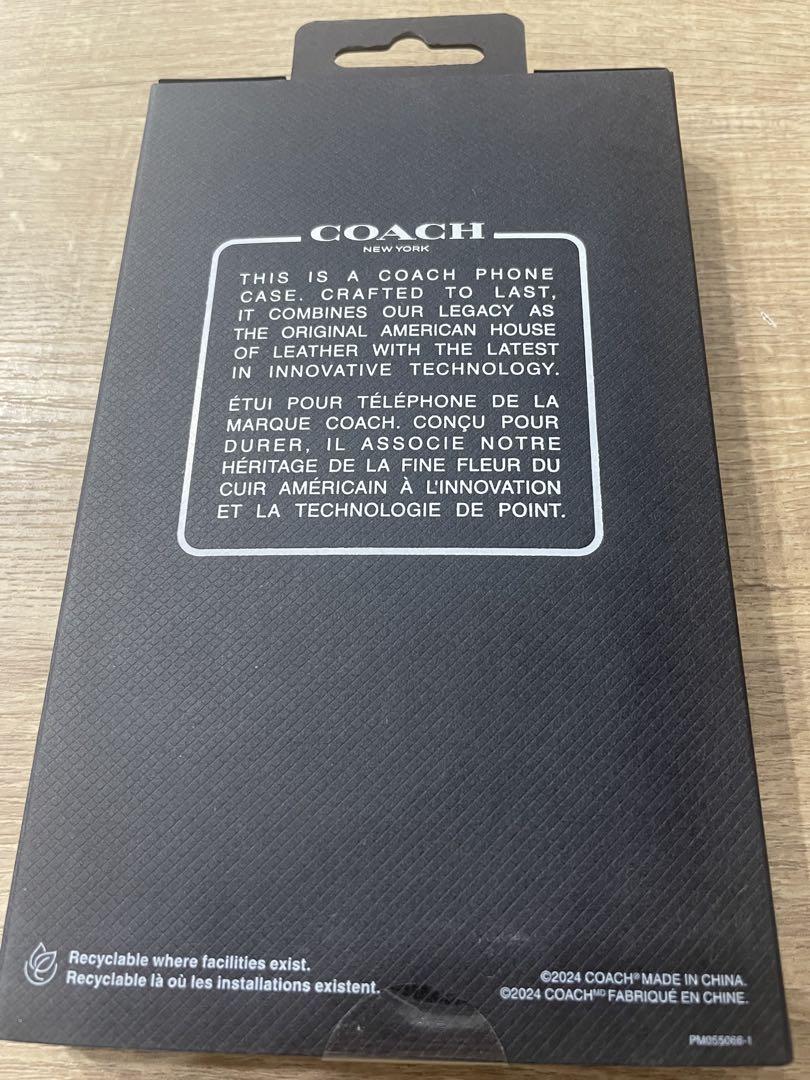 COACH
NEW YORK
THIS IS A COACH PHONE
CASE. CRAFTED TO LAST,
IT COMBINES OUR LEGACY AS
THE ORIGINAL AMERICAN HOUSE
OF LEATHER WITH THE LATEST
IN INNOVATIVE TECHNOLOGY.
ÉTUI POUR TÉLÉPHONE DE LA
MARQUE COACH. CONÇU POUR
DURER, IL ASSOCIE NOTRE
HÉRITAGE DE LA FINE FLEUR DU
CUIR AMÉRICAIN À L'INNOVATION
ET LA TECHNOLOGIE DE POINT.
Recyclable where facilities exist.
Recyclable là où les installations existent.
©2024 COACH® MADE IN CHINA.
©2024 COACHᴹᴰ FABRIQUÉ EN CHINE.
PM055066-1